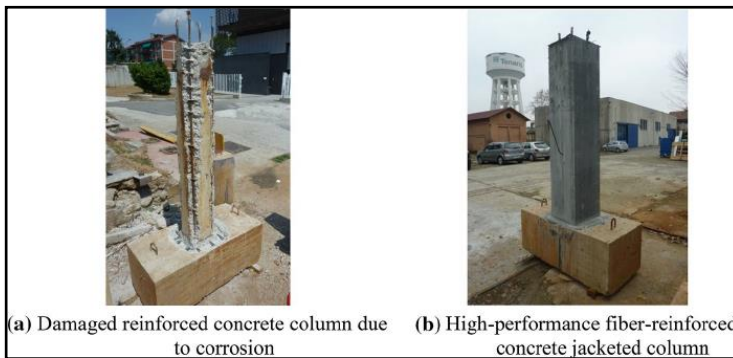 (a) Damaged reinforced concrete column due
to corrosion
(b) High-performance fiber-reinforced
concrete jacketed column